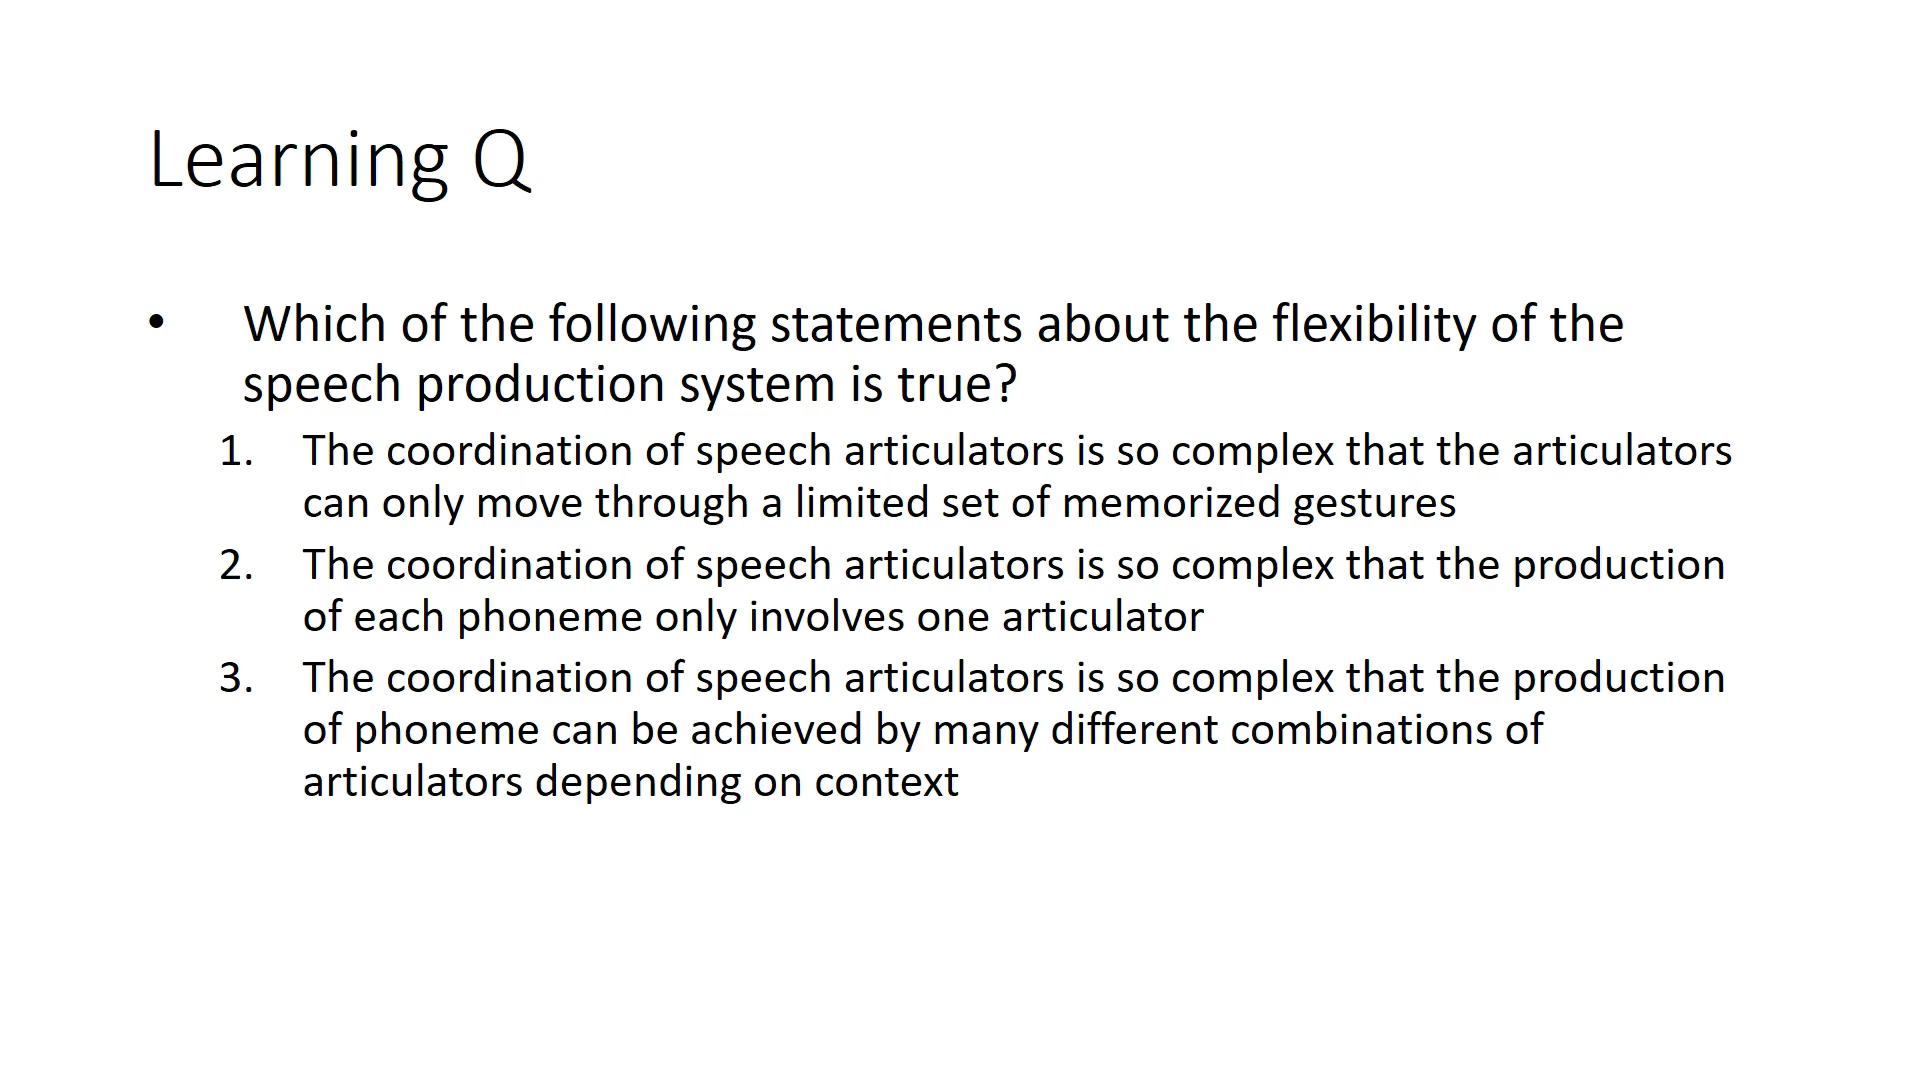 Learning Q
• Which of the following statements about the flexibility of the
speech production system is true?
1. The coordination of speech articulators is so complex that the articulators
can only move through a limited set of memorized gestures
2. The coordination of speech articulators is so complex that the production
of each phoneme only involves one articulator
3. The coordination of speech articulators is so complex that the production
of phoneme can be achieved by many different combinations of
articulators depending on context